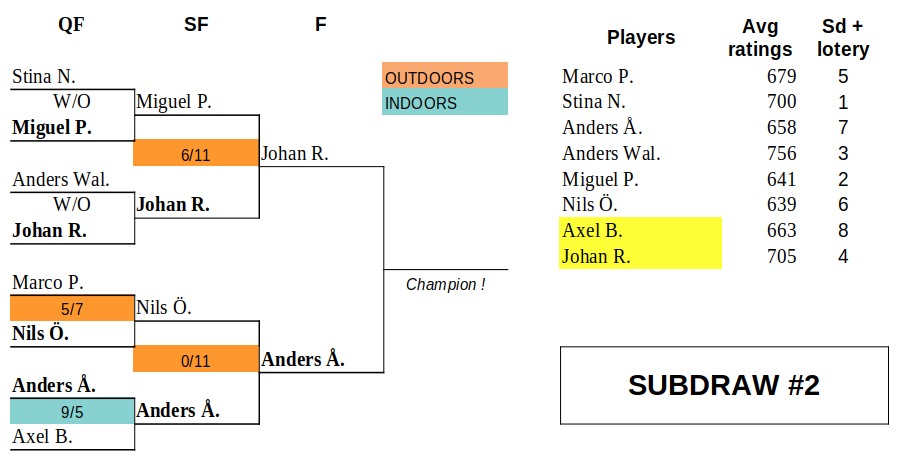 QF SF F
Stina N.
W/O
Miguel P.
Miguel P.
6/11
Johan R.
Anders Wal.
W/O
Johan R.
Johan R.
Marco P.
5/7
Nils Ö.
Nils Ö.
0/11
Anders Å.
Anders Å.
9/5
Anders Å.
Axel B.
Champion !
OUTDOORS
INDOORS
Players Avg ratings Sd + lotery
Marco P. 679 5
Stina N. 700 1
Anders Å. 658 7
Anders Wal. 756 3
Miguel P. 641 2
Nils Ö. 639 6
Axel B. 663 8
Johan R. 705 4
SUBDRAW #2